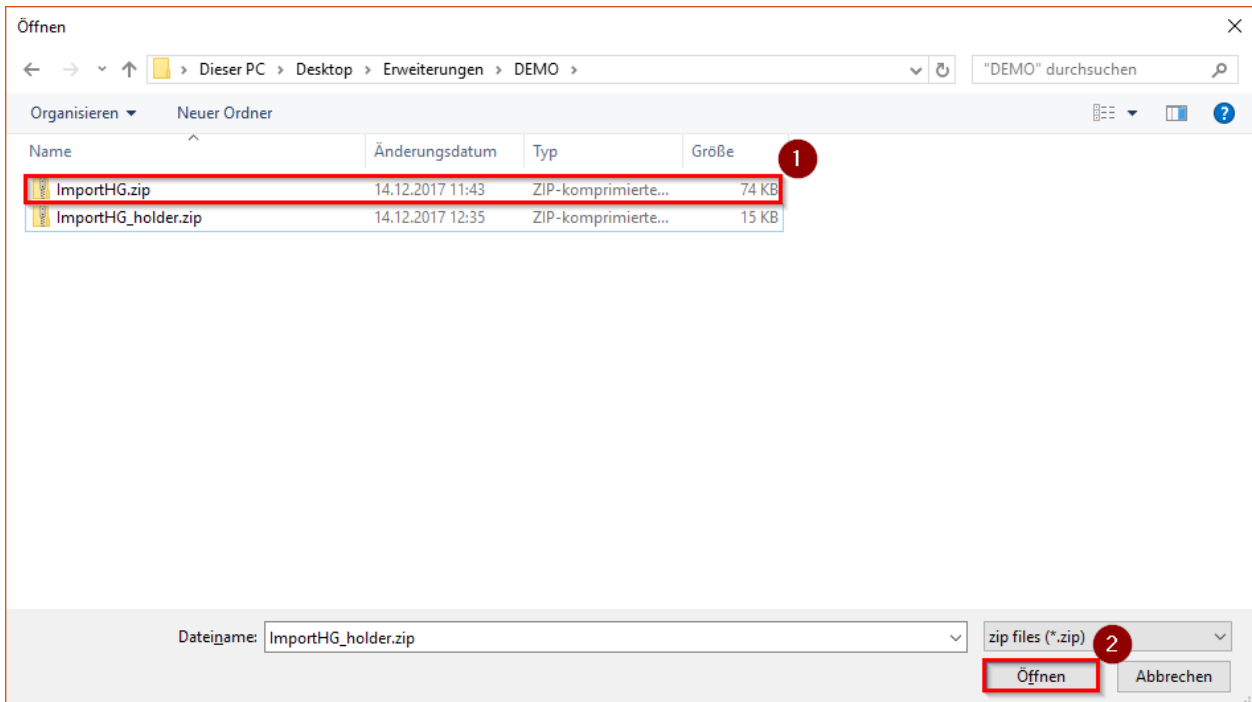 Öffnen
Dieser PC > Desktop > Erweiterungen > DEMO >
"DEMO" durchsuchen
Organisieren
Neuer Ordner
?
Name
Änderungsdatum
Typ
Größe
1
ImportHG.zip 14.12.2017 11:43 ZIP-komprimierte... 74 KB
ImportHG_holder.zip 14.12.2017 12:35 ZIP-komprimierte... 15 KB
Dateiname: ImportHG_holder.zip
zip files (*.zip)
2
Öffnen
Abbrechen